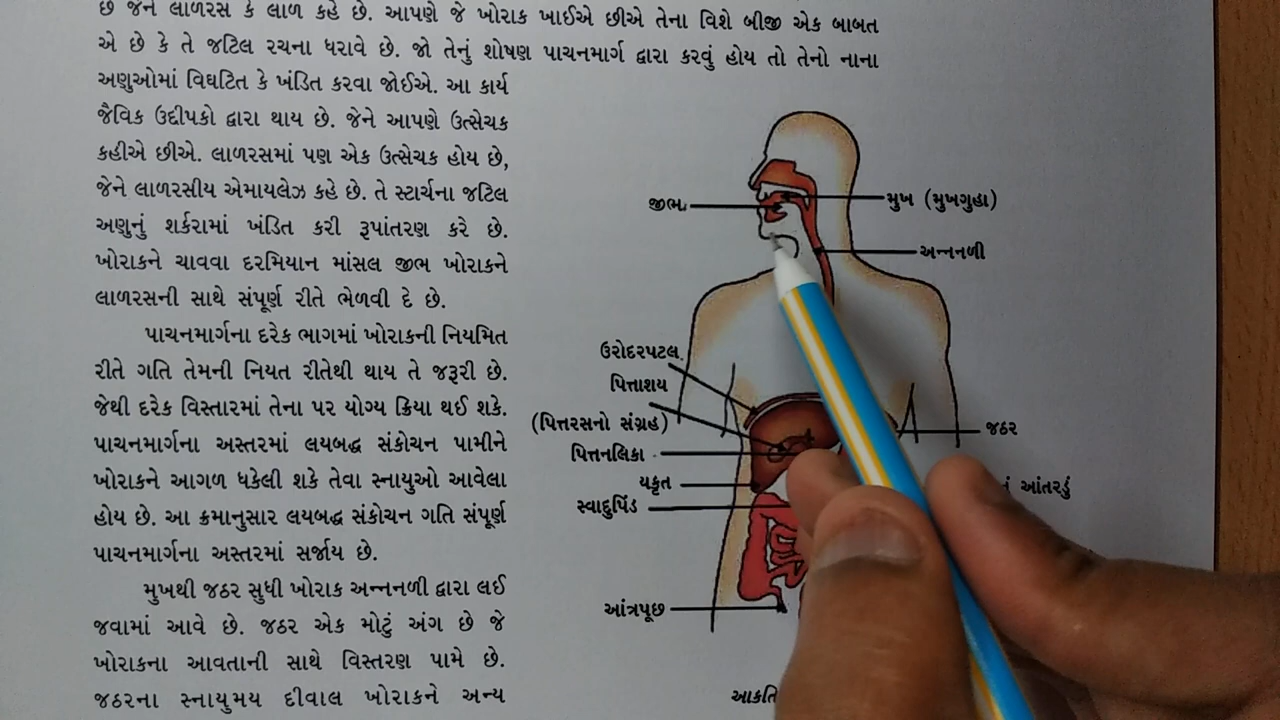 છે જેને લાળરસ કે લાળ કહે છે. આપણે જે ખોરાક ખાઈએ છીએ તેના વિશે બીજી એક બાબત
એ છે કે તે જટિલ રચના ધરાવે છે. જો તેનું શોષણ પાચનમાર્ગ દ્વારા કરવું હોય તો તેનો નાના
અણુઓમાં વિઘટિત કે ખંડિત કરવા જોઈએ. આ કાર્ય
જૈવિક ઉદ્દીપકો દ્વારા થાય છે. જેને આપણે ઉત્સેચક
કહીએ છીએ. લાળરસમાં પણ એક ઉત્સેચક હોય છે,
જેને લાળરસીય એમાયલેઝ કહે છે. તે સ્ટાર્ચના જટિલ
અણુનું શર્કરામાં ખંડિત કરી રૂપાંતરણ કરે છે.
ખોરાકને ચાવવા દરમિયાન માંસલ જીભ ખોરાકને
લાળરસની સાથે સંપૂર્ણ રીતે ભેળવી દે છે.
પાચનમાર્ગના દરેક ભાગમાં ખોરાકની નિયમિત
રીતે ગતિ તેમની નિયત રીતેથી થાય તે જરૂરી છે.
જેથી દરેક વિસ્તારમાં તેના પર યોગ્ય ક્રિયા થઈ શકે.
પાચનમાર્ગના અસ્તરમાં લયબદ્ધ સંકોચન પામીને
ખોરાકને આગળ ધકેલી શકે તેવા સ્નાયુઓ આવેલા
હોય છે. આ ક્રમાનુસાર લયબદ્ધ સંકોચન ગતિ સંપૂર્ણ
પાચનમાર્ગના અસ્તરમાં સર્જાય છે.
મુખથી જઠર સુધી ખોરાક અન્નનળી દ્વારા લઈ
જવામાં આવે છે. જઠર એક મોટું અંગ છે જે
ખોરાકના આવતાની સાથે વિસ્તરણ પામે છે.
જઠરના સ્નાયુમય દીવાલ ખોરાકને અન્ય
જીભ
મુખ (મુખગુહા)
અન્નનળી
ઉરોદરપટલ
પિત્તાશય
(પિત્તરસનો સંગ્રહ)
જઠર
પિત્તનલિકા
યકૃત
આંતરડું
સ્વાદુપિંડ
આંત્રપૂછ